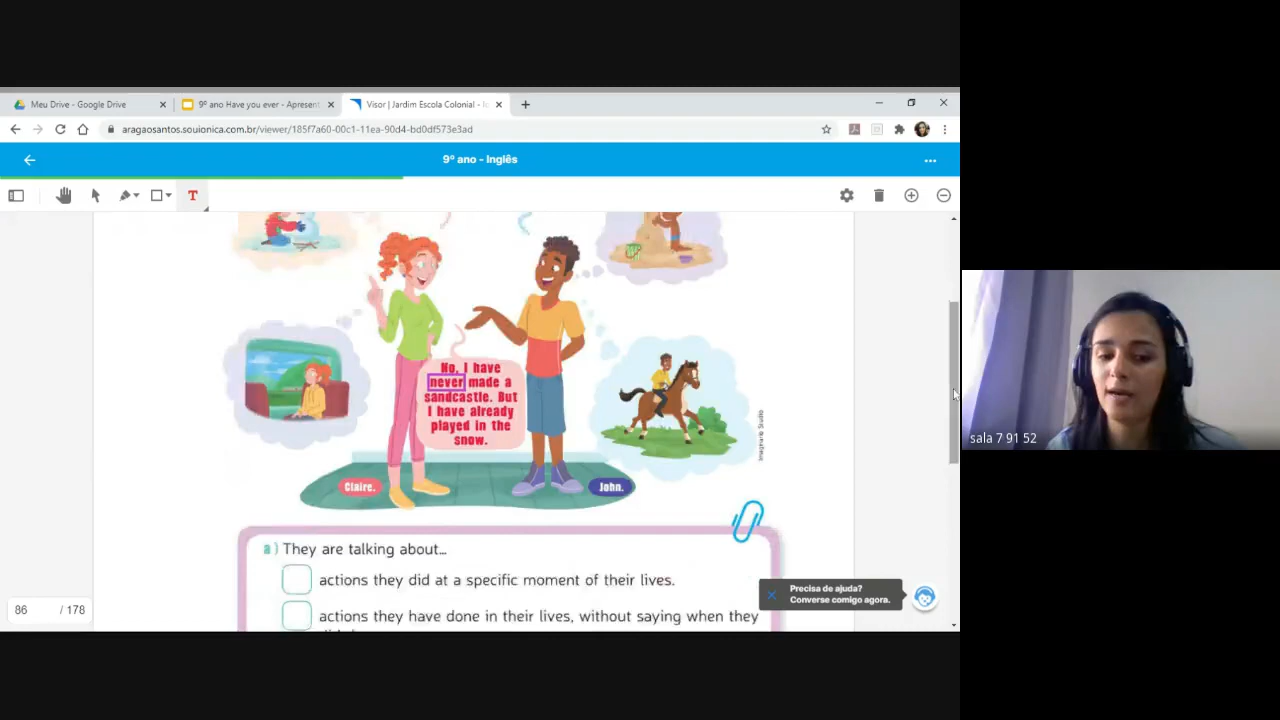 Meu Drive - Google Drive
9º ano Have you ever - Apresent
Visor | Jardim Escola Colonial - Io
aragaosantos.souionica.com.br/viewer/185f7a60-00c1-11ea-90d4-bd0df573e3ad
9º ano - Inglês
T
No, I have
never made a
sandcastle. But
I have already
played in the
snow.
Imaginario Studio
Claire.
John.
a) They are talking about...
actions they did at a specific moment of their lives.
actions they have done in their lives, without saying when they
Precisa de ajuda?
Converse comigo agora.
86 / 178
sala 7 91 52